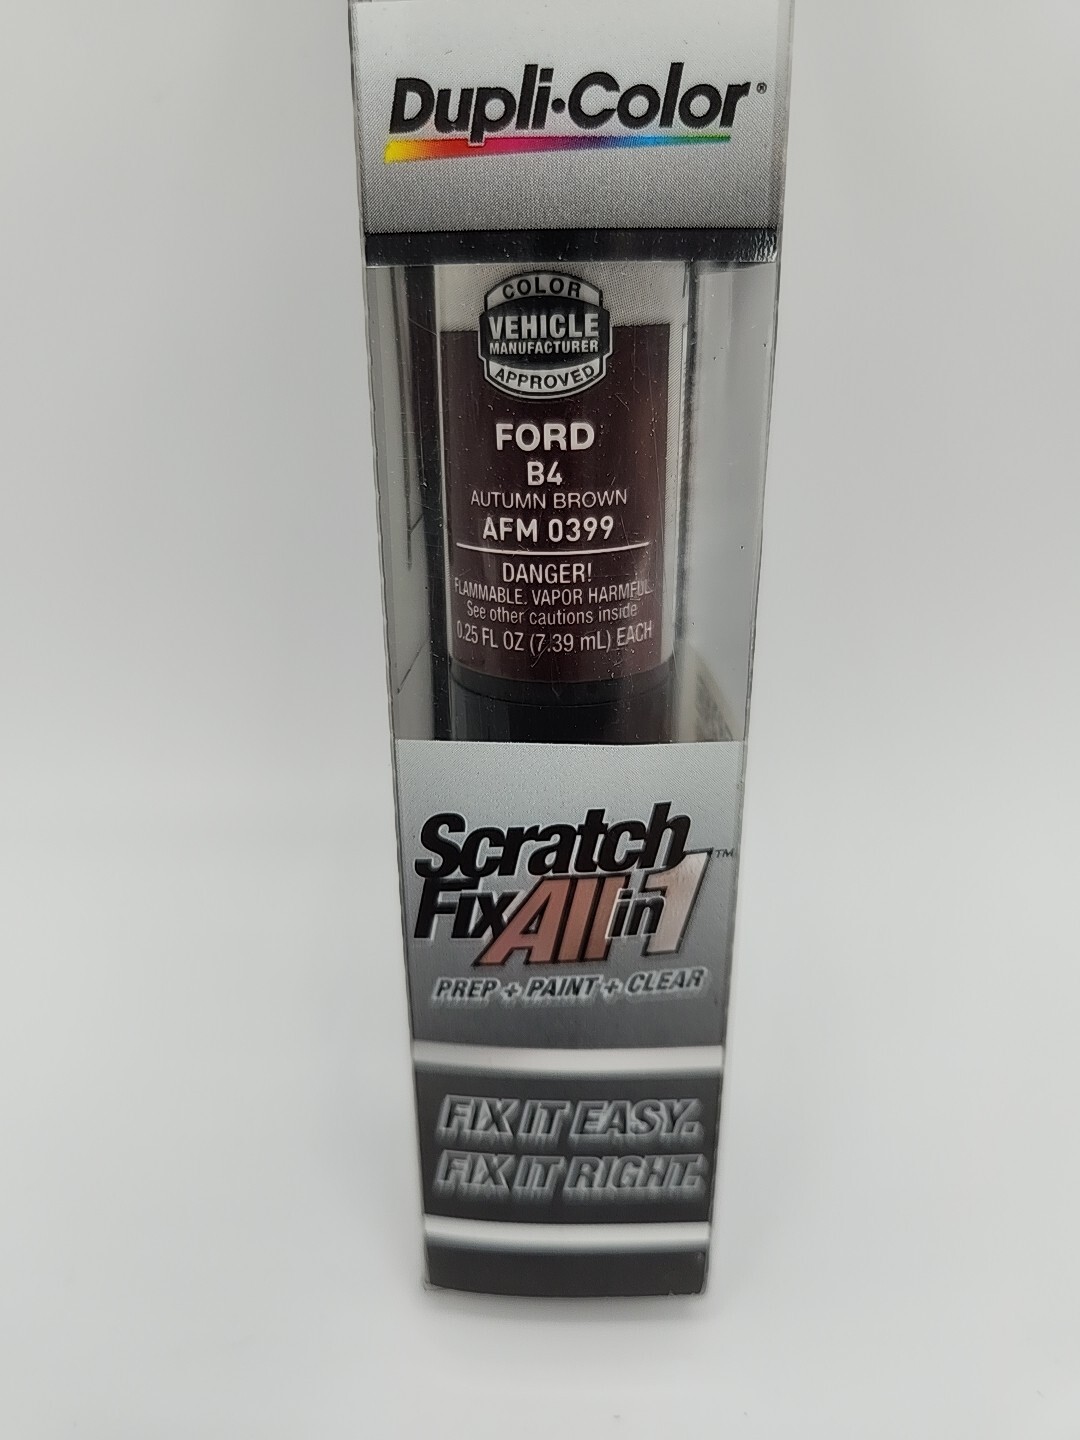 Dupli·Color®
COLOR
VEHICLE
MANUFACTURER
APPROVED
FORD
B4
AUTUMN BROWN
AFM 0399
DANGER!
FLAMMABLE. VAPOR HARMFUL.
See other cautions inside
0.25 FL OZ (7.39 mL) EACH
Scratch
Fix All in 1™
PREP + PAINT + CLEAR
FIX IT EASY.
FIX IT RIGHT.